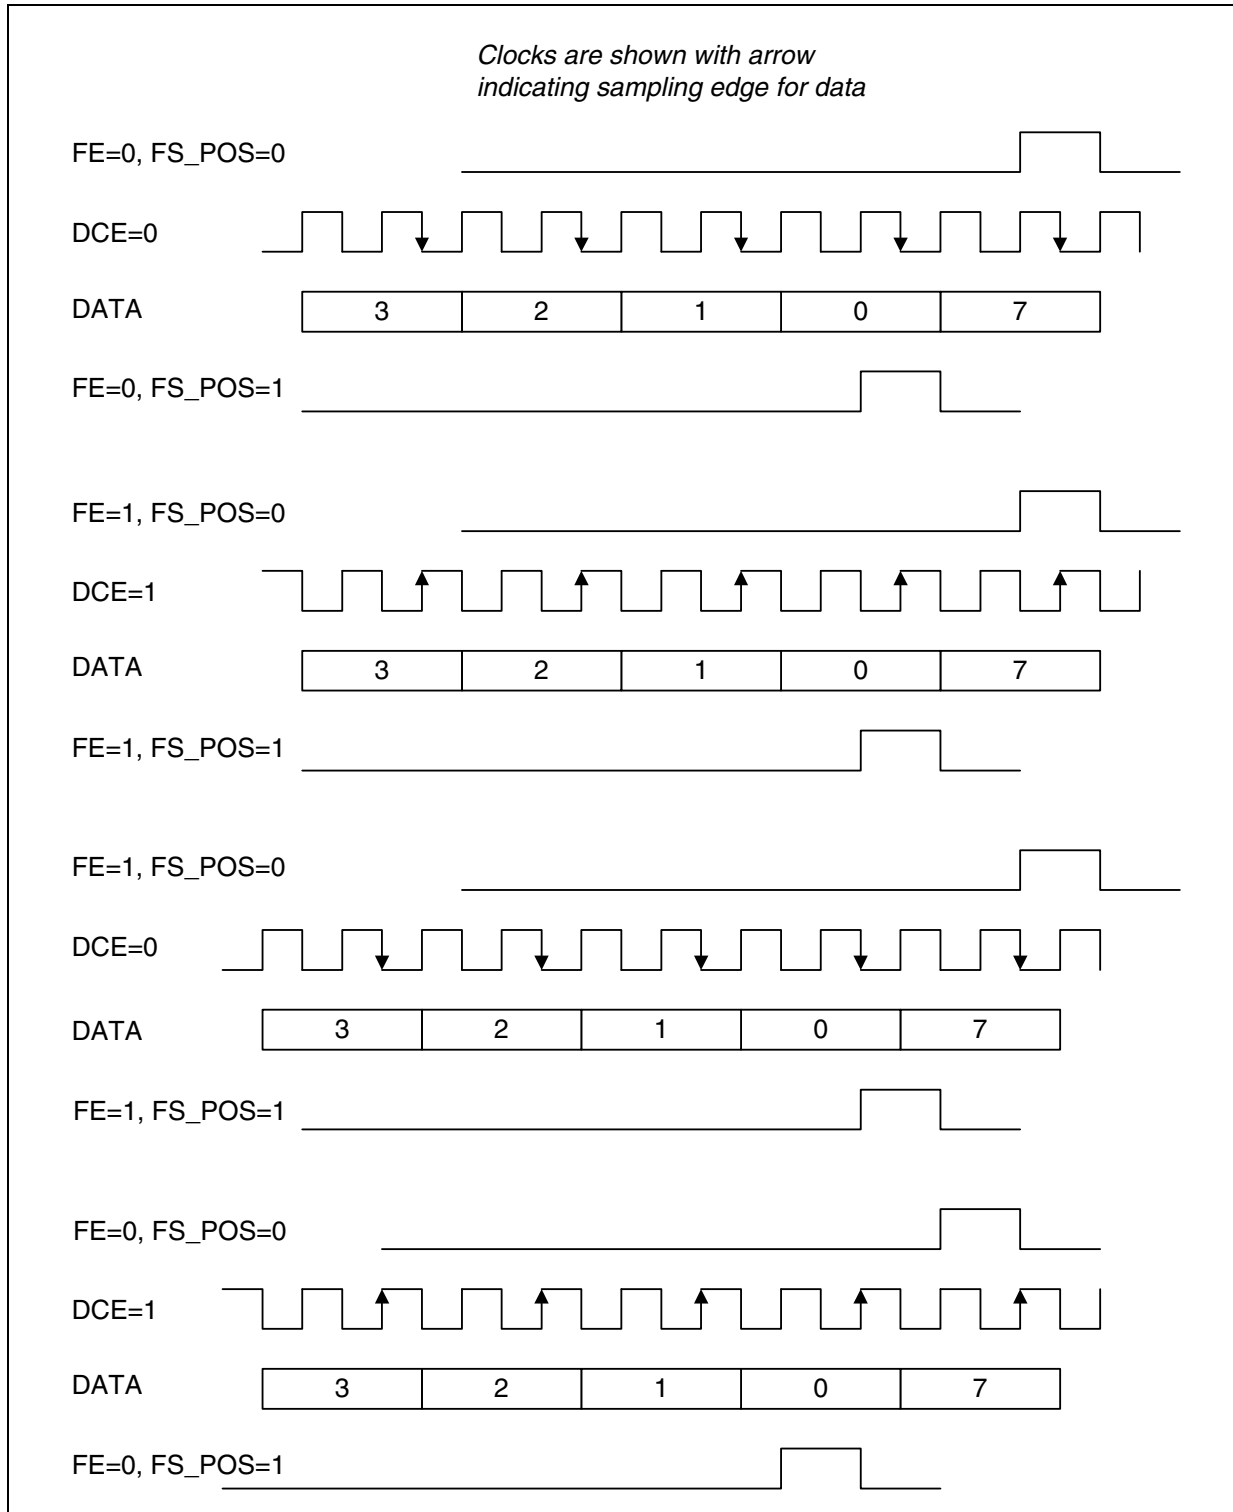 Clocks are shown with arrow
indicating sampling edge for data
FE=0, FS_POS=0
DCE=0
DATA
3 2 1 0 7
FE=0, FS_POS=1
FE=1, FS_POS=0
DCE=1
DATA
3 2 1 0 7
FE=1, FS_POS=1
FE=1, FS_POS=0
DCE=0
DATA
3 2 1 0 7
FE=1, FS_POS=1
FE=0, FS_POS=0
DCE=1
DATA
3 2 1 0 7
FE=0, FS_POS=1